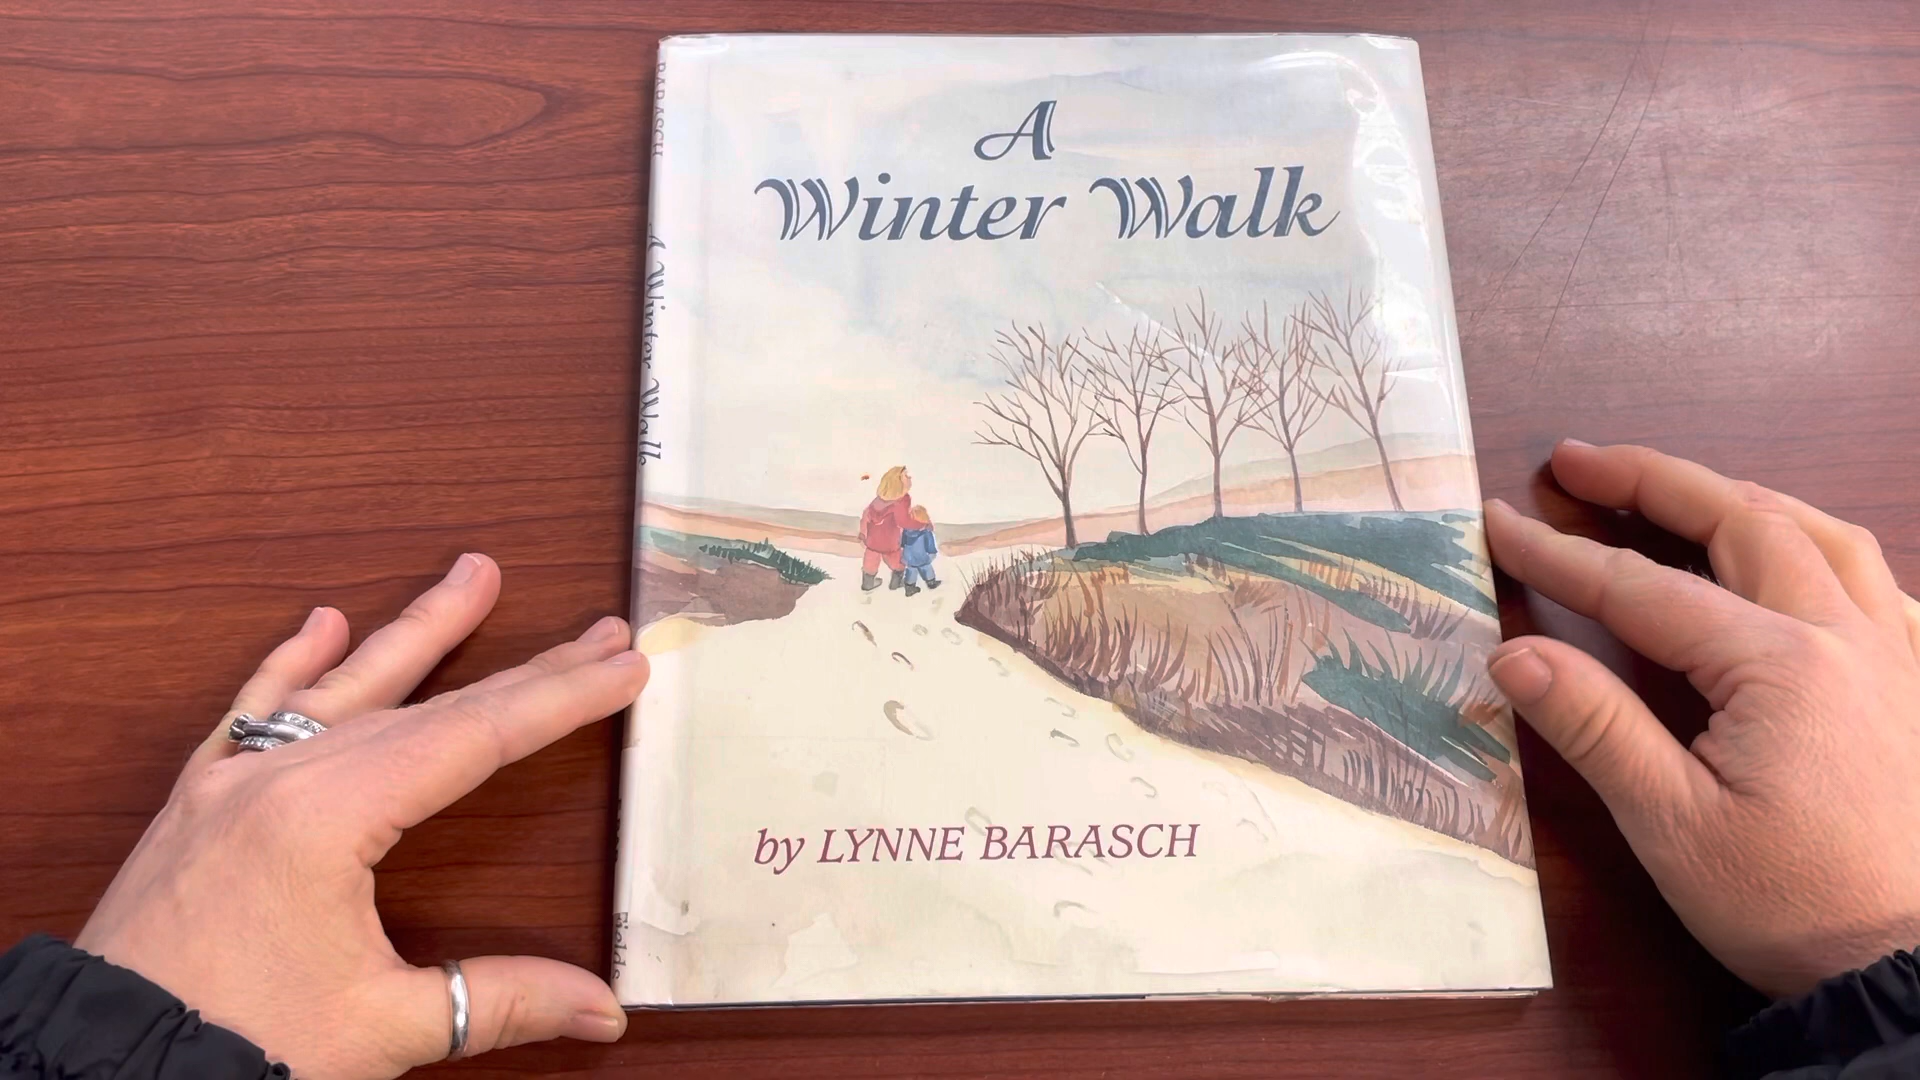 A
Winter Walk
by LYNNE BARASCH
BARASCH
A Winter Walk
Fields